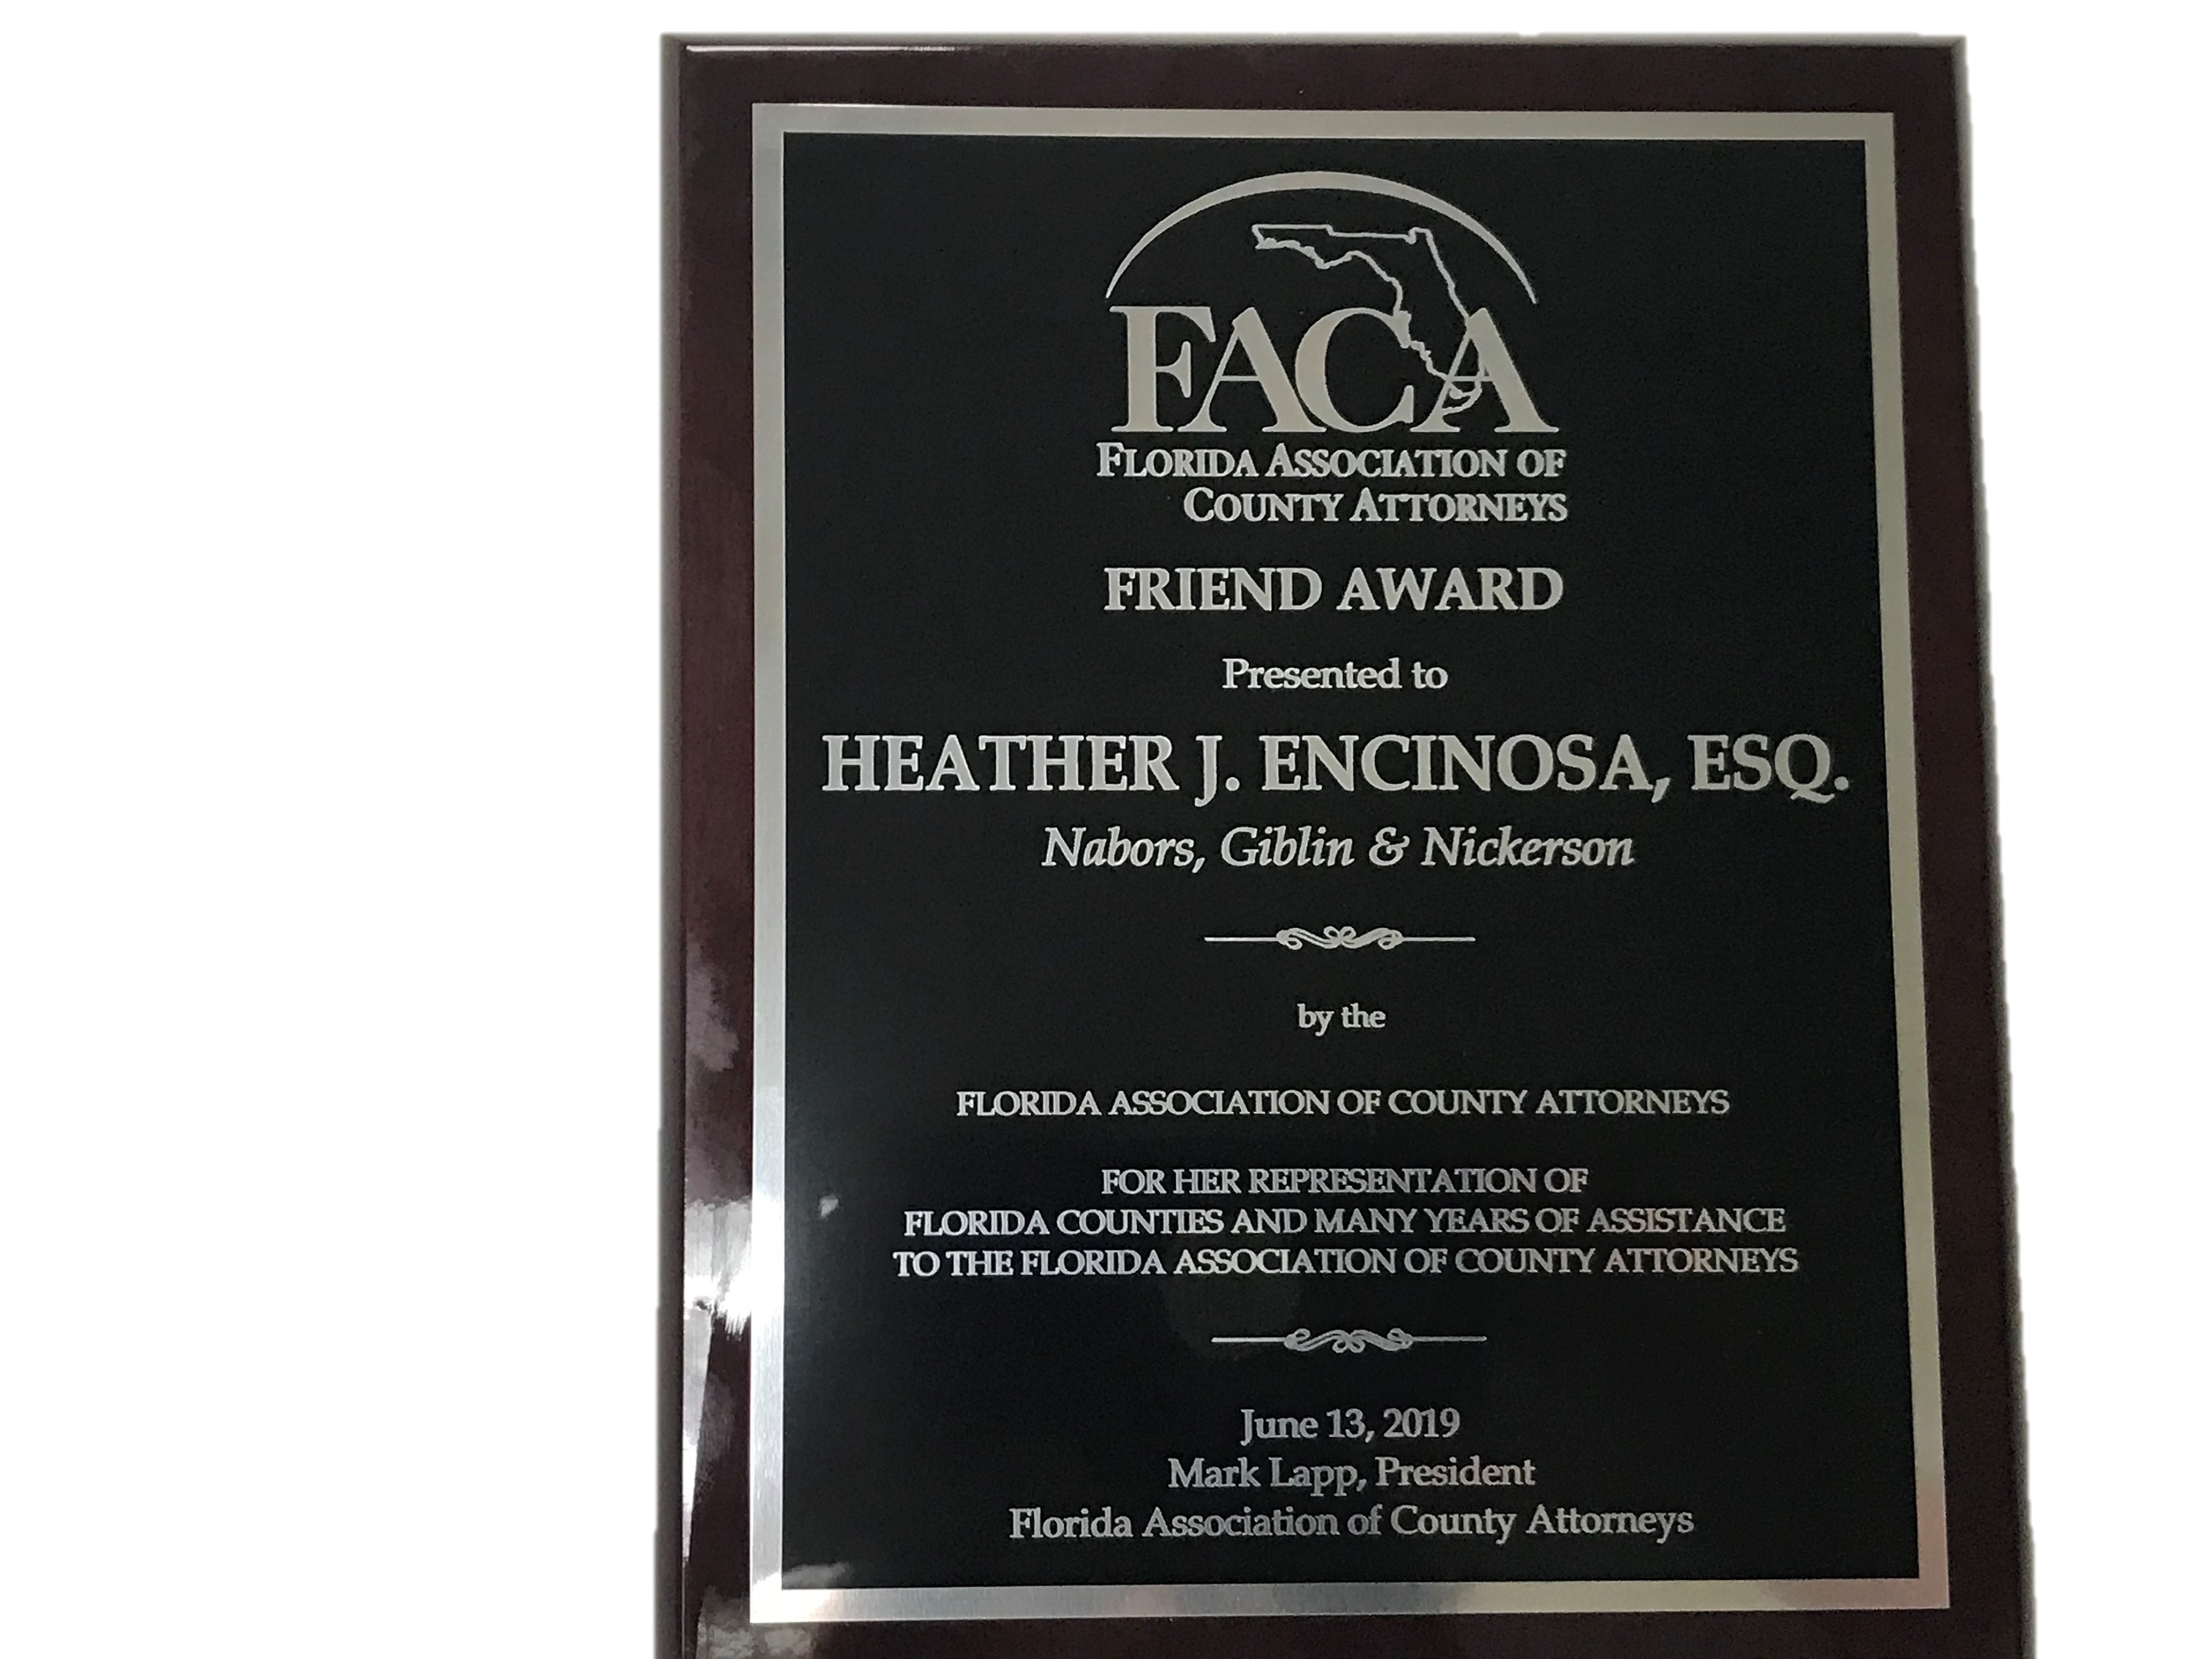 FACA
FLORIDA ASSOCIATION OF
COUNTY ATTORNEYS
FRIEND AWARD
Presented to
HEATHER J. ENCINOSA, ESQ.
Nabors, Giblin & Nickerson
by the
FLORIDA ASSOCIATION OF COUNTY ATTORNEYS
FOR HER REPRESENTATION OF
FLORIDA COUNTIES AND MANY YEARS OF ASSISTANCE
TO THE FLORIDA ASSOCIATION OF COUNTY ATTORNEYS
June 13, 2019
Mark Lapp, President
Florida Association of County Attorneys